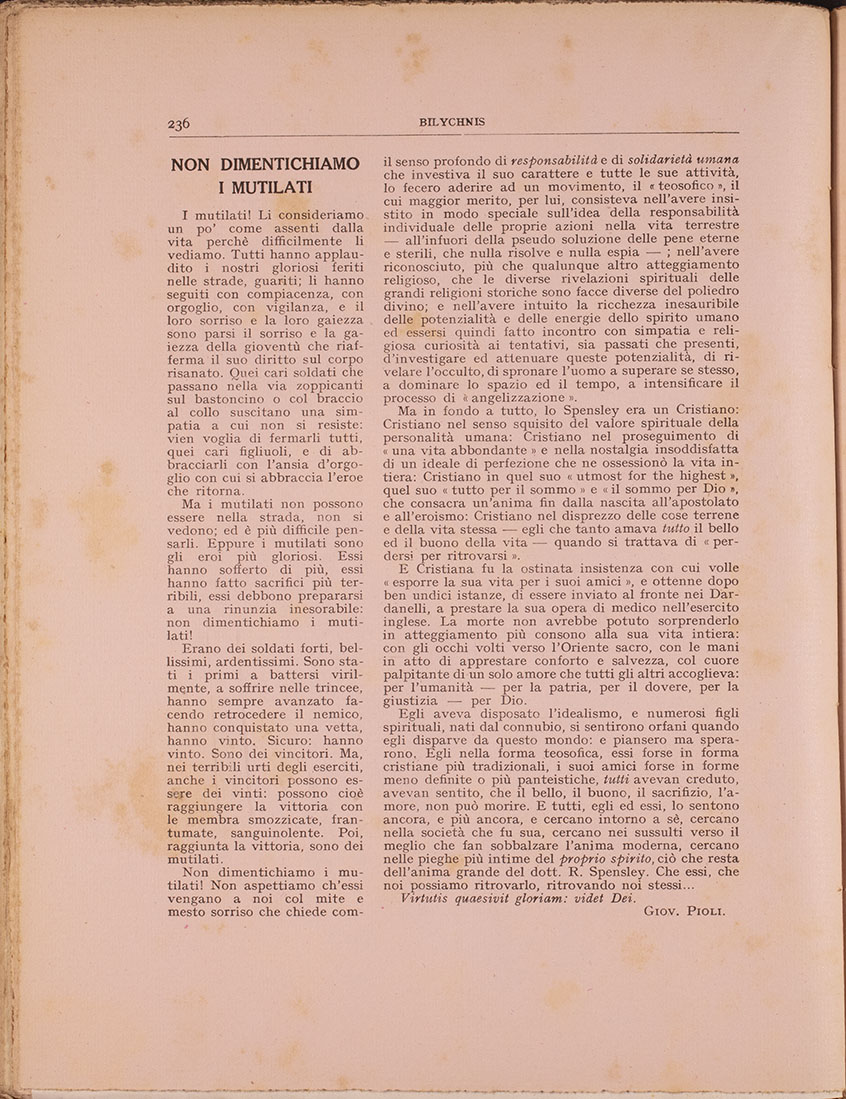 236
BILYCHNIS
NON DIMENTICHIAMO
I MUTILATI
I mutilati! Li consideriamo
un po' come assenti dalla
vita perchè difficilmente li
vediamo. Tutti hanno applau-
dito i nostri gloriosi feriti
nelle strade, guariti; li hanno
seguiti con compiacenza, con
orgoglio, con vigilanza, e il
loro sorriso e la loro gaiezza
sono parsi il sorriso e la ga-
iezza della gioventù che riaf-
ferma il suo diritto sul corpo
risanato. Quei cari soldati che
passano nella via zoppicanti
sul bastoncino o col braccio
al collo suscitano una sim-
patia a cui non si resiste:
vien voglia di fermarli tutti,
quei cari figliuoli, e di ab-
bracciarli con l'ansia d'orgo-
glio con cui si abbraccia l'eroe
che ritorna.
Ma i mutilati non possono
essere nella strada, non si
vedono; ed è più difficile pen-
sarli. Eppure i mutilati sono
gli eroi più gloriosi. Essi
hanno sofferto di più, essi
hanno fatto sacrifici più ter-
ribili, essi debbono prepararsi
a una rinunzia inesorabile:
non dimentichiamo i muti-
lati!
Erano dei soldati forti, bel-
lissimi, ardentissimi. Sono sta-
ti i primi a battersi viril-
mente, a soffrire nelle trincee,
hanno sempre avanzato fa-
cendo retrocedere il nemico,
hanno conquistato una vetta,
hanno vinto. Sicuro: hanno
vinto. Sono dei vincitori. Ma,
nei terribili urti degli eserciti,
anche i vincitori possono es-
sere dei vinti: possono cioè
raggiungere la vittoria con
le membra smozzicate, fran-
tumate, sanguinolente. Poi,
raggiunta la vittoria, sono dei
mutilati.
Non dimentichiamo i mu-
tilati! Non aspettiamo ch'essi
vengano a noi col mite e
mesto sorriso che chiede com-
il senso profondo di responsabilità e di solidarietà umana
che investiva il suo carattere e tutte le sue attività,
lo fecero aderire ad un movimento, il « teosofico », il
cui maggior merito, per lui, consisteva nell'avere insi-
stito in modo speciale sull'idea della responsabilità
individuale delle proprie azioni nella vita terrestre
— all'infuori della pseudo soluzione delle pene eterne
e sterili, che nulla risolve e nulla espia — ; nell'avere
riconosciuto, più che qualunque altro atteggiamento
religioso, che le diverse rivelazioni spirituali delle
grandi religioni storiche sono facce diverse del poliedro
divino; e nell'avere intuito la ricchezza inesauribile
delle potenzialità e delle energie dello spirito umano
ed essersi quindi fatto incontro con simpatia e reli-
giosa curiosità ai tentativi, sia passati che presenti,
d'investigare ed attenuare queste potenzialità, di ri-
velare l'occulto, di spronare l'uomo a superare se stesso,
a dominare lo spazio ed il tempo, a intensificare il
processo di « angelizzazione ».
Ma in fondo a tutto, lo Spensley era un Cristiano:
Cristiano nel senso squisito del valore spirituale della
personalità umana: Cristiano nel proseguimento di
« una vita abbondante » e nella nostalgia insoddisfatta
di un ideale di perfezione che ne ossessionò la vita in-
tiera: Cristiano in quel suo « utmost for the highest »,
quel suo « tutto per il sommo » e « il sommo per Dio »,
che consacra un'anima fin dalla nascita all'apostolato
e all'eroismo: Cristiano nel disprezzo delle cose terrene
e della vita stessa — egli che tanto amava tutto il bello
ed il buono della vita — quando si trattava di « per-
dersi per ritrovarsi ».
E Cristiana fu la ostinata insistenza con cui volle
« esporre la sua vita per i suoi amici », e ottenne dopo
ben undici istanze, di essere inviato al fronte nei Dar-
danelli, a prestare la sua opera di medico nell'esercito
inglese. La morte non avrebbe potuto sorprenderlo
in atteggiamento più consono alla sua vita intiera:
con gli occhi volti verso l'Oriente sacro, con le mani
in atto di apprestare conforto e salvezza, col cuore
palpitante di un solo amore che tutti gli altri accoglieva:
per l'umanità — per la patria, per il dovere, per la
giustizia — per Dio.
Egli aveva disposato l'idealismo, e numerosi figli
spirituali, nati dal connubio, si sentirono orfani quando
egli disparve da questo mondo: e piansero ma spera-
rono. Egli nella forma teosofica, essi forse in forma
cristiane più tradizionali, i suoi amici forse in forme
meno definite o più panteistiche, tutti avevan creduto,
avevan sentito, che il bello, il buono, il sacrifizio, l'a-
more, non può morire. E tutti, egli ed essi, lo sentono
ancora, e più ancora, e cercano intorno a sè, cercano
nella società che fu sua, cercano nei sussulti verso il
meglio che fan sobbalzare l'anima moderna, cercano
nelle pieghe più intime del proprio spirito, ciò che resta
dell'anima grande del dott. R. Spensley. Che essi, che
noi possiamo ritrovarlo, ritrovando noi stessi...
Virtutis quaesivit gloriam: videt Dei.
GIOV. PIOLI.